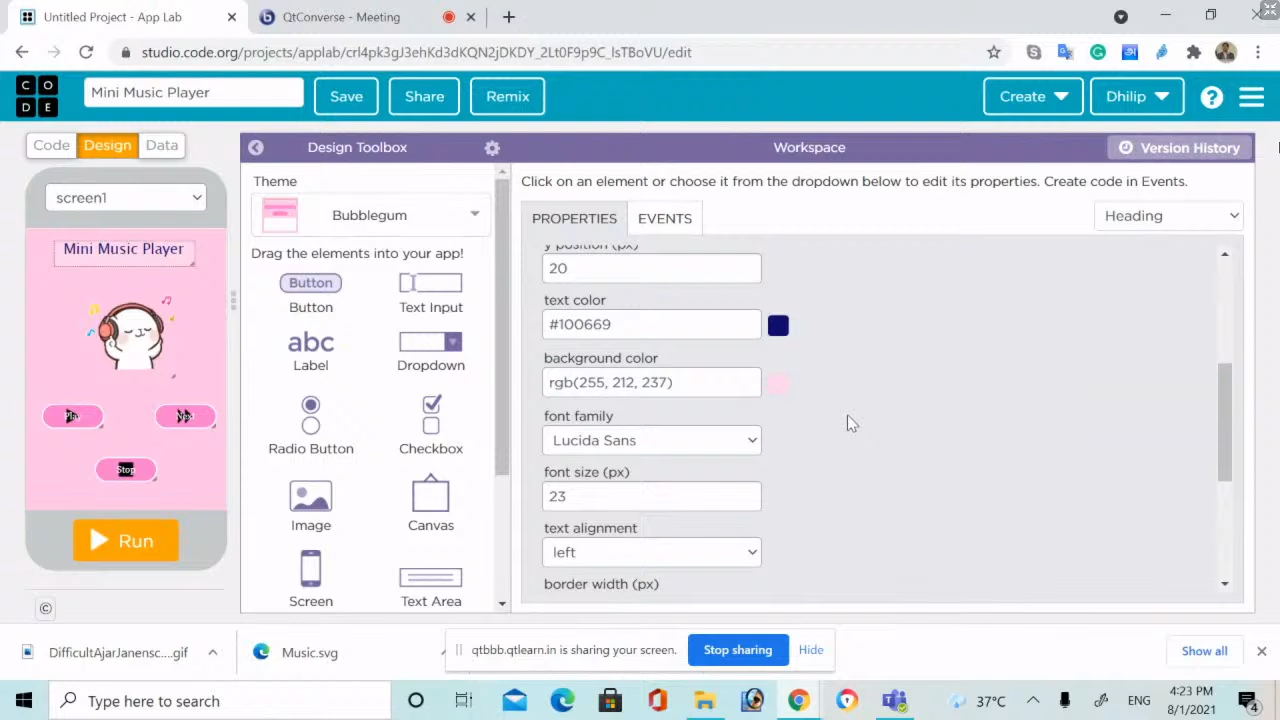 Untitled Project - App Lab
QtConverse - Meeting
studio.code.org/projects/applab/crl4pk3gJ3ehKd3dKQN2jDKDY_2Lt0F9p9C_lsTBoVU/edit
C O
D E
Mini Music Player
Save
Share
Remix
Create
Dhilip
?
Code
Design
Data
Design Toolbox
Workspace
Version History
screen1
Theme
Bubblegum
Click on an element or choose it from the dropdown below to edit its properties. Create code in Events.
PROPERTIES
EVENTS
Heading
Mini Music Player
Play
Next
Stop
Run
©
Drag the elements into your app!
Button
Button
Text Input
abc
Label
Dropdown
Radio Button
Checkbox
Image
Canvas
Screen
Text Area
y position (px)
20
text color
#100669
background color
rgb(255, 212, 237)
font family
Lucida Sans
font size (px)
23
text alignment
left
border width (px)
DifficultAjarJanensc....gif
Music.svg
qtbbb.qtlearn.in is sharing your screen.
Stop sharing
Hide
Show all
Type here to search
37°C
ENG
4:23 PM
8/1/2021
4